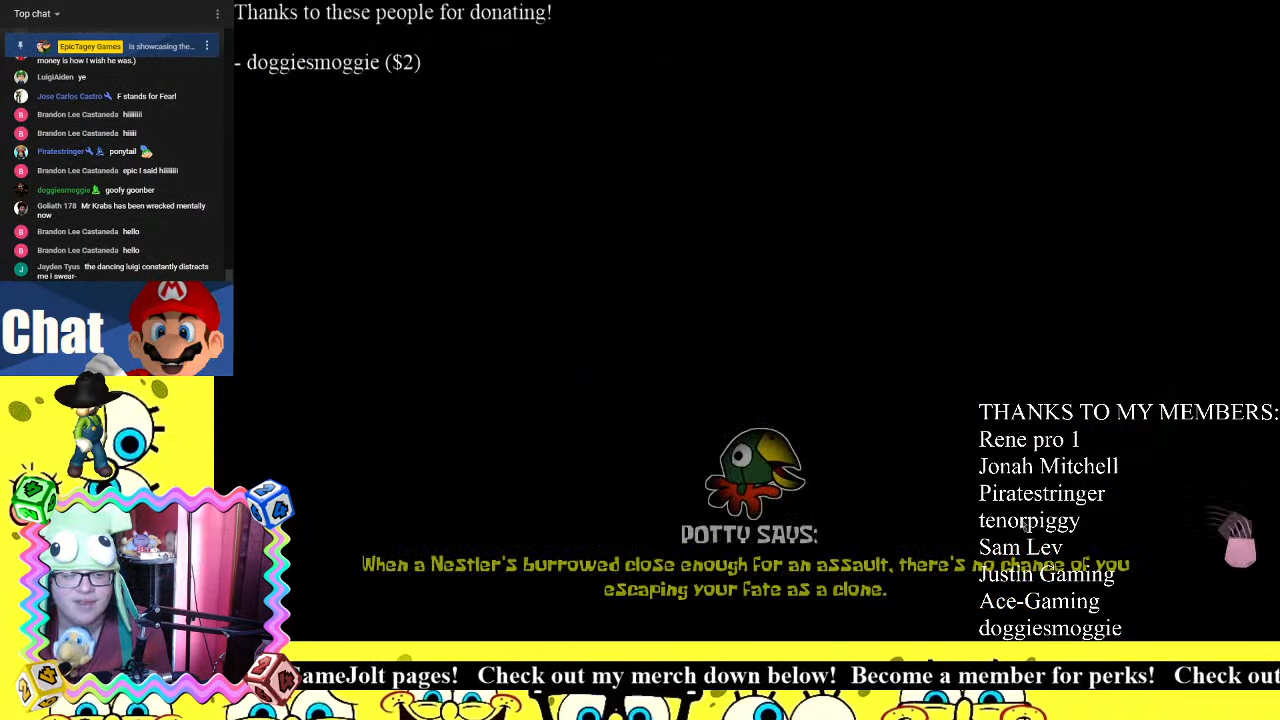 Top chat
EpicTagey Games is showcasing the...
money is how I wish he was.)
LuigiAiden ye
Jose Carlos Castro F stands for Fearl
Brandon Lee Castaneda hiiiiiiii
Brandon Lee Castaneda hiiiii
Piratestringer ponytail
Brandon Lee Castaneda epic I said hiiiiiiii
doggiesmoggie goofy goonber
Goliath 178 Mr Krabs has been wrecked mentally
now
Brandon Lee Castaneda hello
Brandon Lee Castaneda hello
Jayden Tyus the dancing luigi constantly distracts
me I swear-
Chat
Thanks to these people for donating!
- doggiesmoggie ($2)
POTTY SAYS:
When a Nestler's burrowed close enough for an assault, there's no chance of you
escaping your fate as a clone.
THANKS TO MY MEMBERS:
Rene pro 1
Jonah Mitchell
Piratestringer
tenorpiggy
Sam Lev
Justin Gaming
Ace-Gaming
doggiesmoggie
GameJolt pages! Check out my merch down below! Become a member for perks! Check out